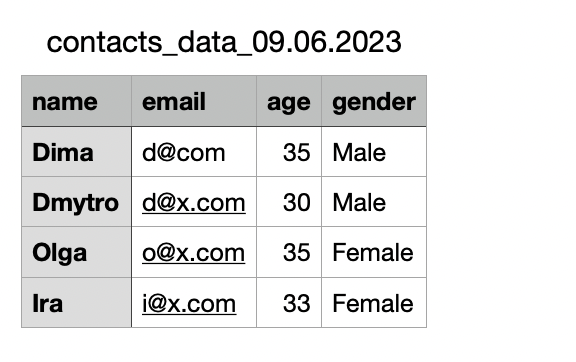 contacts_data_09.06.2023
name email age gender
Dima d@com 35 Male
Dmytro d@x.com 30 Male
Olga o@x.com 35 Female
Ira i@x.com 33 Female